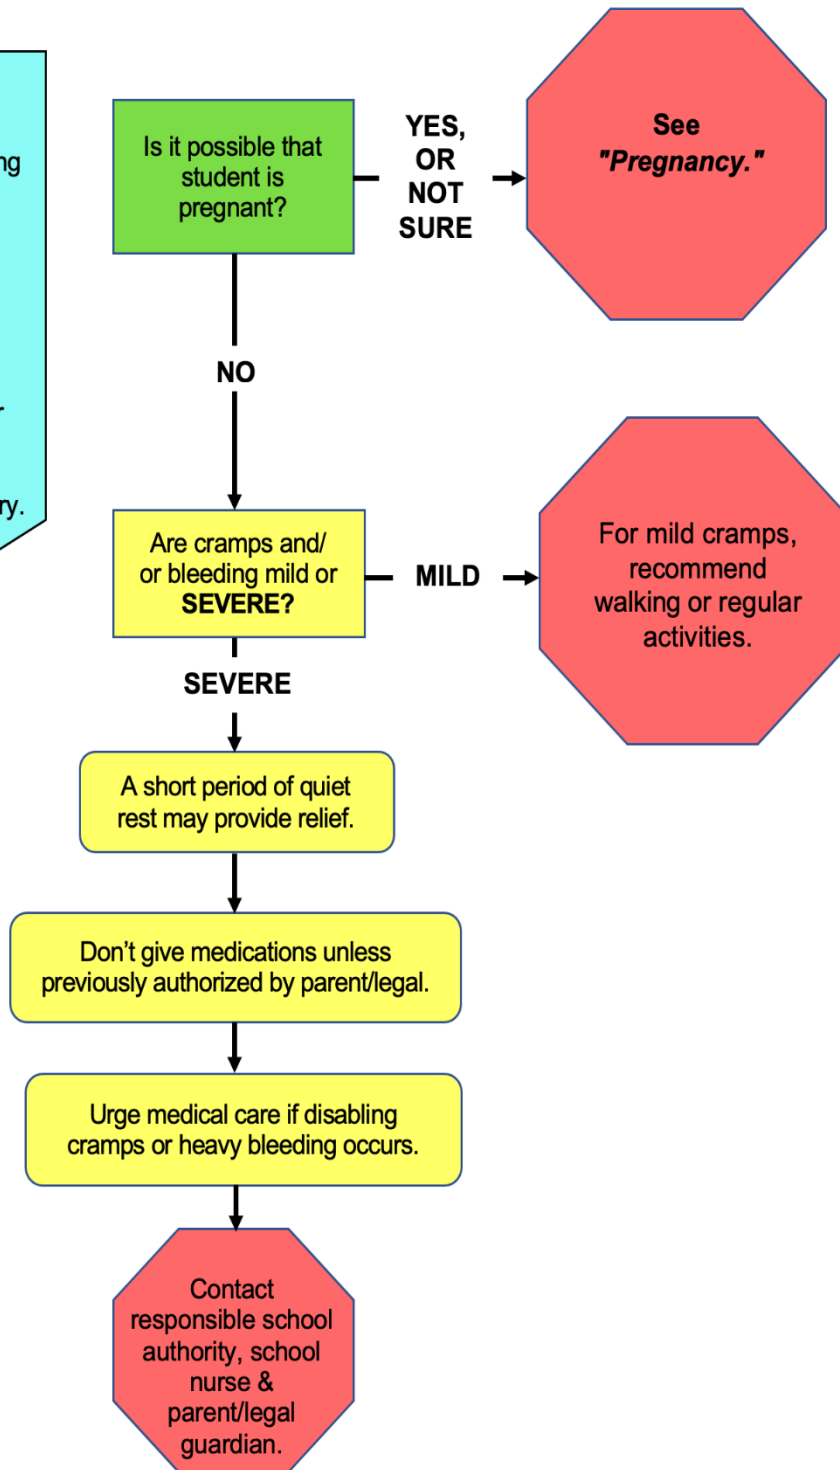 ng
r
ry.
Is it possible that
student is
pregnant?
YES,
OR
NOT
SURE
See
"Pregnancy."
NO
Are cramps and/
or bleeding mild or
SEVERE?
MILD
For mild cramps,
recommend
walking or regular
activities.
SEVERE
A short period of quiet
rest may provide relief.
Don’t give medications unless
previously authorized by parent/legal.
Urge medical care if disabling
cramps or heavy bleeding occurs.
Contact
responsible school
authority, school
nurse &
parent/legal
guardian.